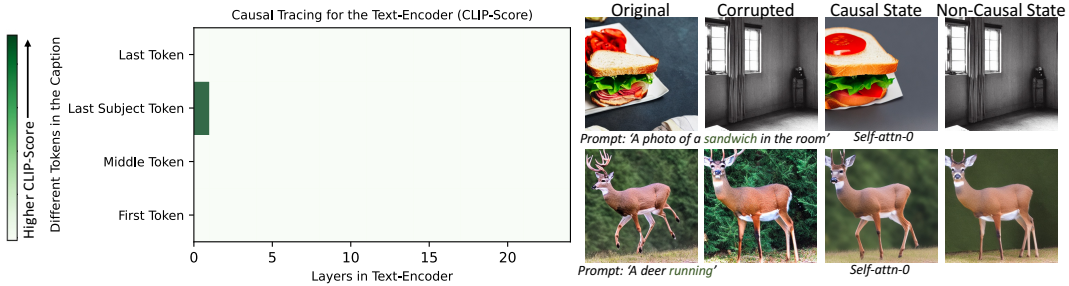 Causal Tracing for the Text-Encoder (CLIP-Score)
Higher CLIP-Score
Different Tokens in the Caption
Last Token
Last Subject Token
Middle Token
First Token
0 5 10 15 20
Layers in Text-Encoder
Original Corrupted Causal State Non-Causal State
Prompt: 'A photo of a sandwich in the room' Self-attn-0
Prompt: 'A deer running' Self-attn-0